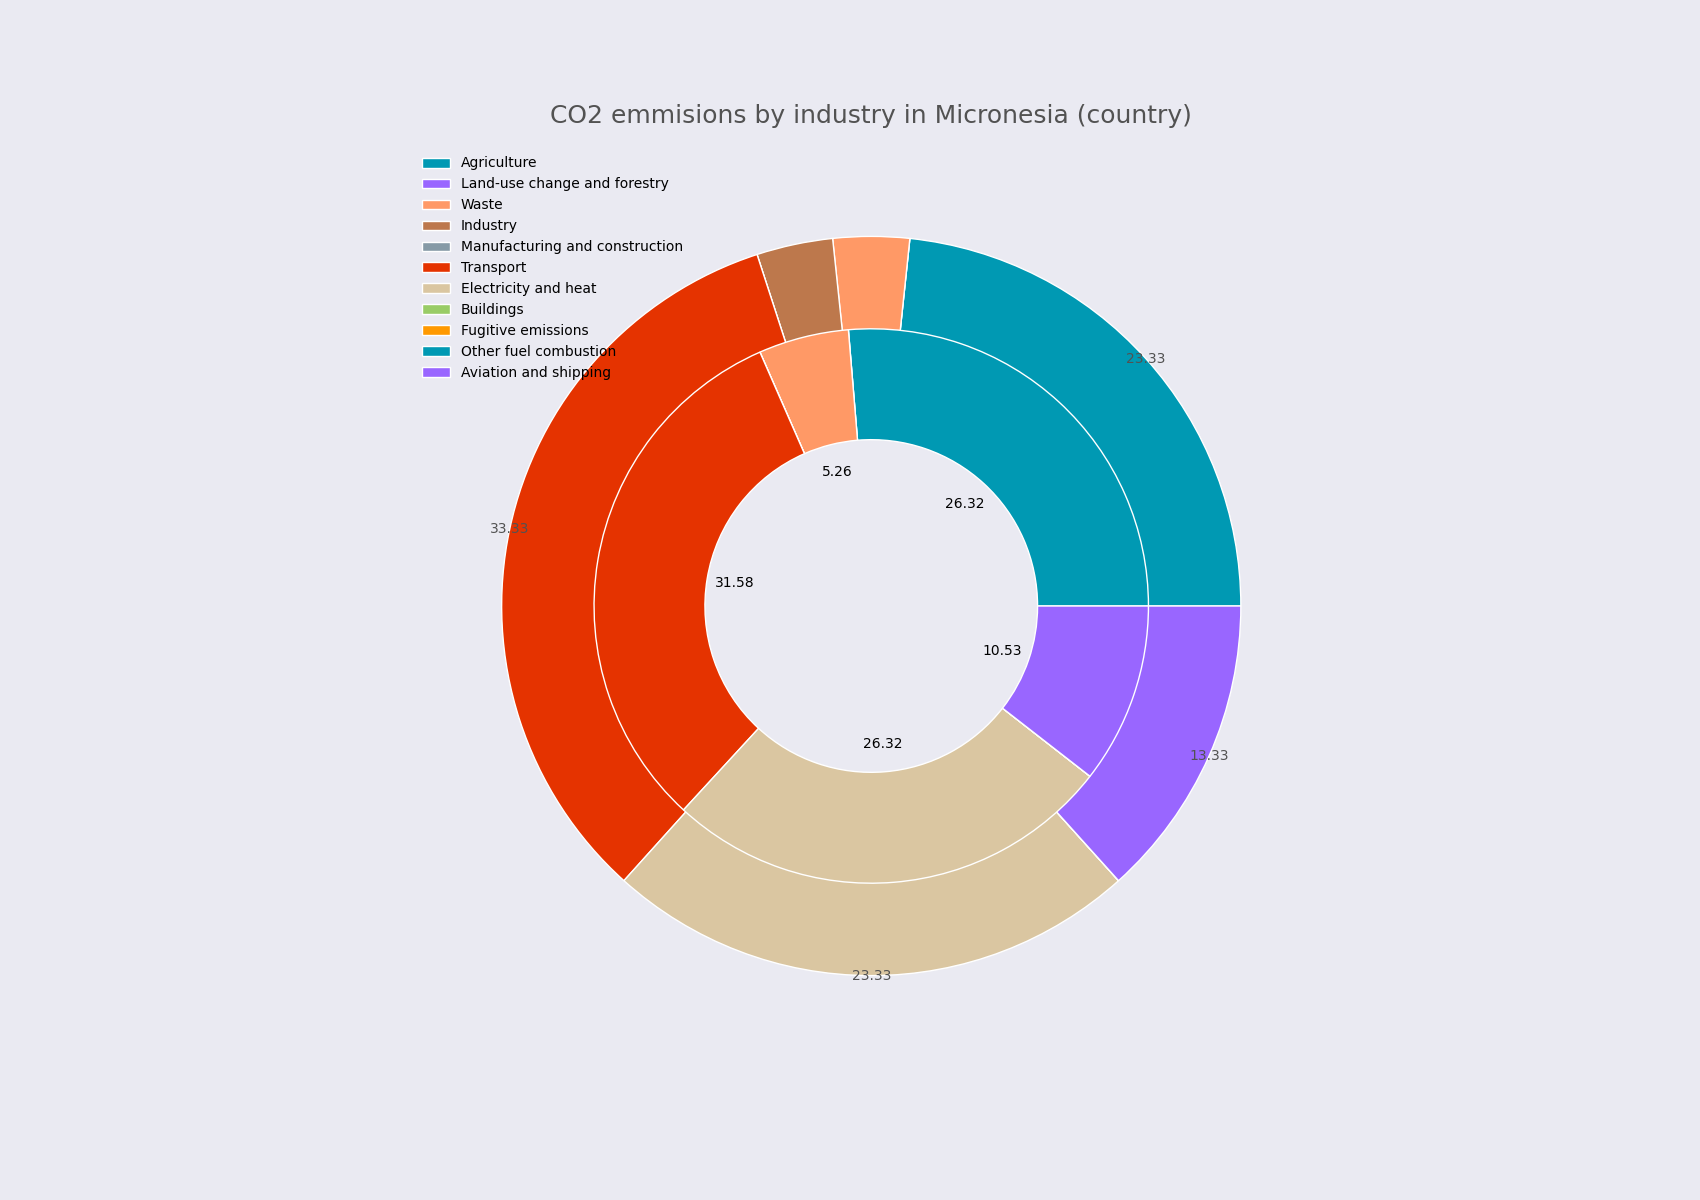 CO2 emmisions by industry in Micronesia (country)
Agriculture
Land-use change and forestry
Waste
Industry
Manufacturing and construction
Transport
Electricity and heat
Buildings
Fugitive emissions
Other fuel combustion
Aviation and shipping
23.33
5.26
26.32
33.33
31.58
10.53
26.32
13.33
23.33